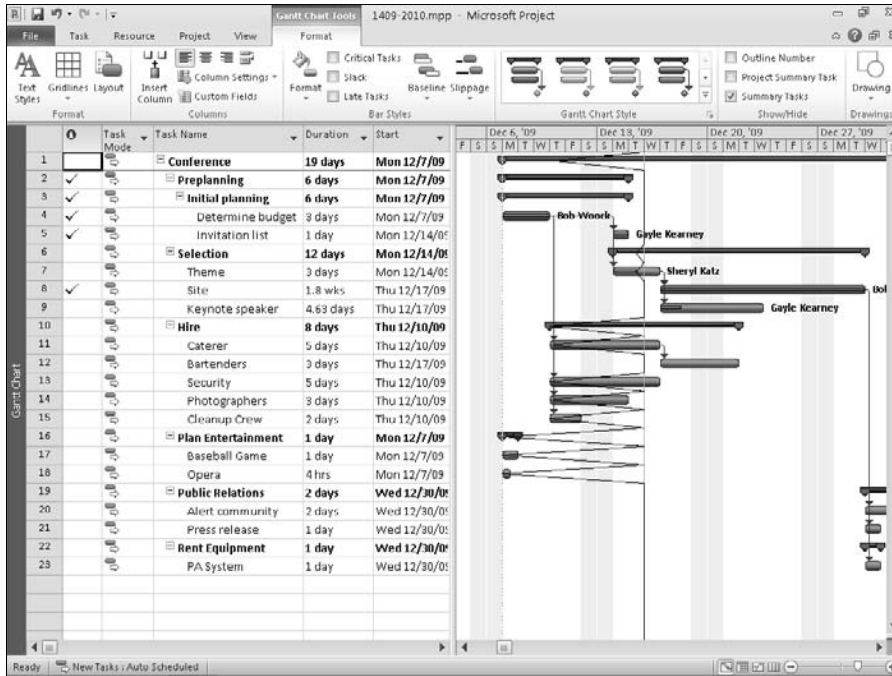 Gantt Chart Tools 1409-2010.mpp - Microsoft Project
File Task Resource Project View Format
Text Styles Gridlines Layout
Format
Insert Column
Column Settings
Custom Fields
Columns
Format
Critical Tasks
Slack
Late Tasks
Baseline Slippage
Bar Styles
Gantt Chart Style
Outline Number
Project Summary Task
Summary Tasks
Show/Hide
Drawing
Drawings
Task Mode Task Name Duration Start
Dec 6, '09 Dec 13, '09 Dec 20, '09 Dec 27, '09
F S S M T W T F S S M T W T F S S M T W T F S S M T W T
1 Conference 19 days Mon 12/7/09
2 Preplanning 6 days Mon 12/7/09
3 Initial planning 6 days Mon 12/7/09
4 Determine budget 3 days Mon 12/7/09 Bob Woock
5 Invitation list 1 day Mon 12/14/09 Gayle Kearney
6 Selection 12 days Mon 12/14/09
7 Theme 3 days Mon 12/14/09 Sheryl Katz
8 Site 1.8 wks Thu 12/17/09 Bob
9 Keynote speaker 4.63 days Thu 12/17/09 Gayle Kearney
10 Hire 8 days Thu 12/10/09
11 Caterer 5 days Thu 12/10/09
12 Bartenders 3 days Thu 12/17/09
13 Security 5 days Thu 12/10/09
14 Photographers 3 days Thu 12/10/09
15 Cleanup Crew 2 days Thu 12/10/09
16 Plan Entertainment 1 day Mon 12/7/09
17 Baseball Game 1 day Mon 12/7/09
18 Opera 4 hrs Mon 12/7/09
19 Public Relations 2 days Wed 12/30/09
20 Alert community 2 days Wed 12/30/09
21 Press release 1 day Wed 12/30/09
22 Rent Equipment 1 day Wed 12/30/09
23 PA System 1 day Wed 12/30/09
Gantt Chart
Ready New Tasks : Auto Scheduled